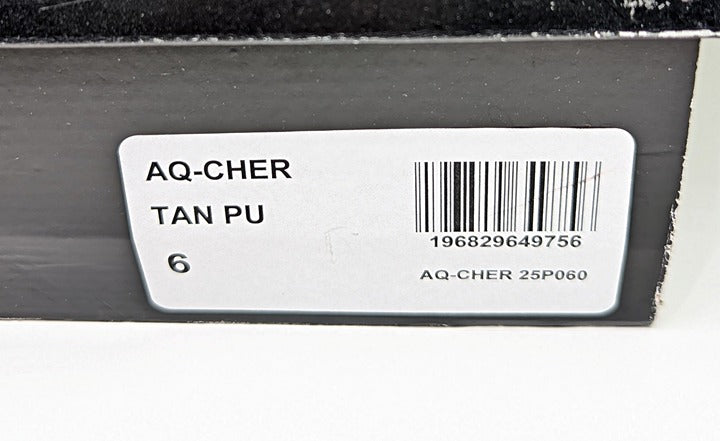 AQ-CHER
TAN PU
6
196829649756
AQ-CHER 25P060